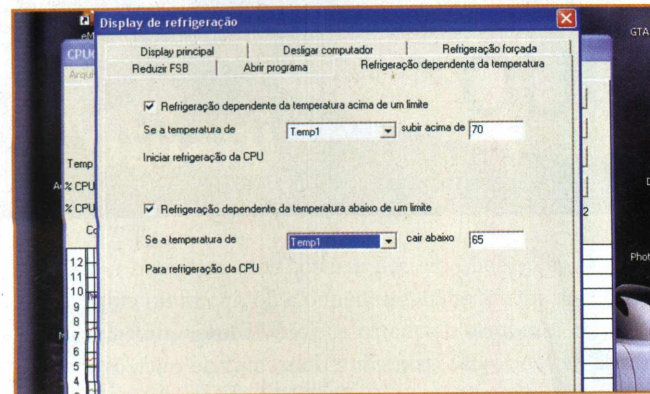 GTA
eM
Display de refrigeração
CPU
Arqui
Display principal
Desligar computador
Refrigeração forçada
Reduzir FSB
Abrir programa
Refrigeração dependente da temperatura
Refrigeração dependente da temperatura acima de um limite
Se a temperatura de
Temp1
subir acima de
70
Iniciar refrigeração da CPU
Temp
% CPU
% CPU
2
Refrigeração dependente da temperatura abaixo de um limite
Se a temperatura de
Temp1
cair abaixo
65
Para refrigeração da CPU
Phot
12
11
10
9
8
7
6
5
4